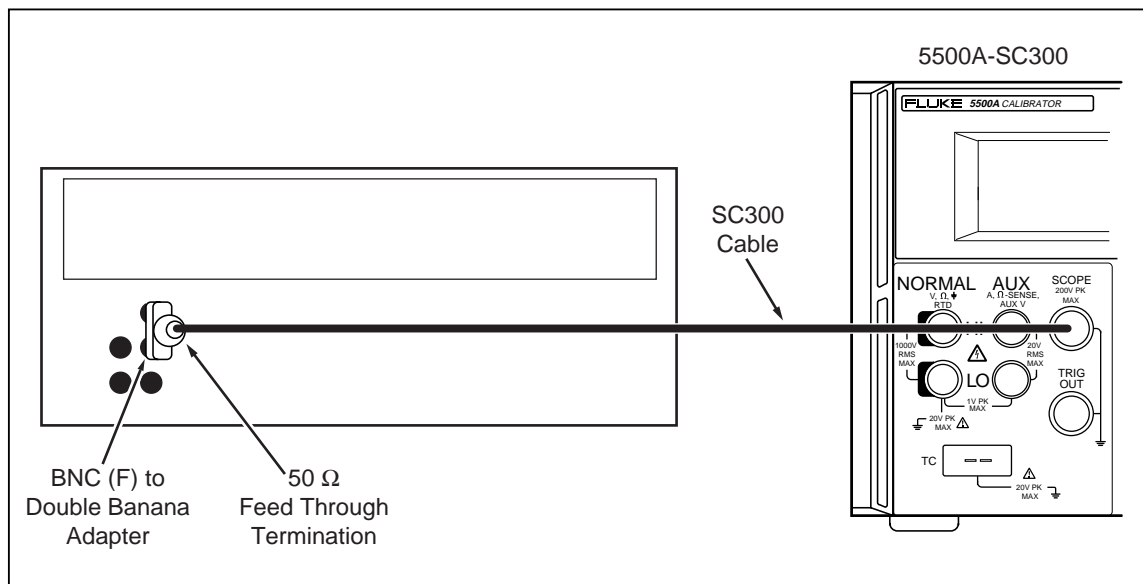 5500A-SC300
FLUKE 5500A CALIBRATOR
SC300
Cable
NORMAL
V, Ω,
RTD
AUX
A, Ω-SENSE,
AUX V
SCOPE
200V PK
MAX
1000V
RMS
MAX
20V
RMS
MAX
LO
1V PK
MAX
TRIG
OUT
20V PK
MAX
TC
20V PK
MAX
BNC (F) to
Double Banana
Adapter
50 Ω
Feed Through
Termination